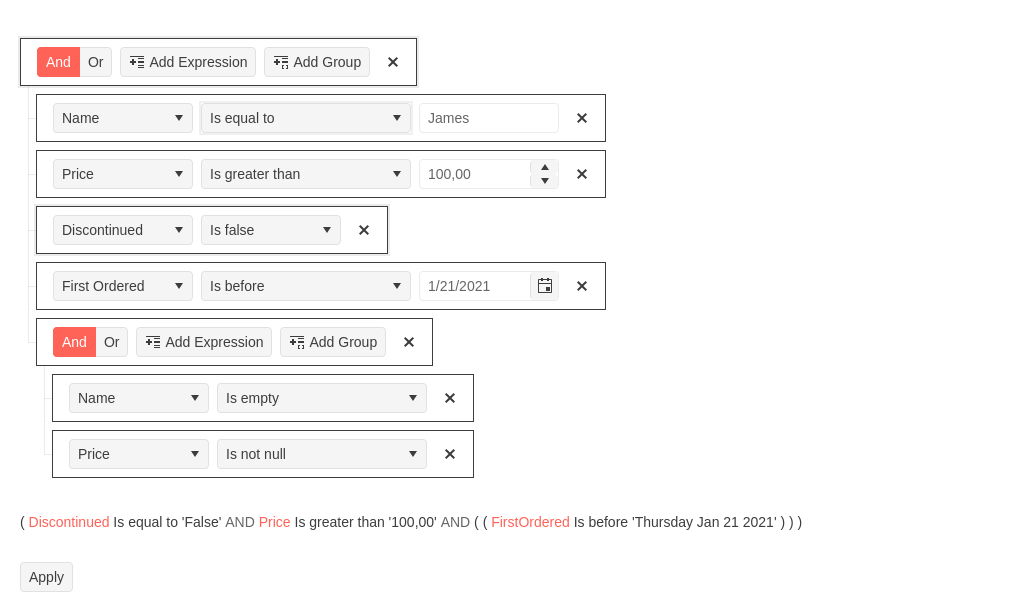 And Or Add Expression Add Group
Name Is equal to James
Price Is greater than 100,00
Discontinued Is false
First Ordered Is before 1/21/2021
And Or Add Expression Add Group
Name Is empty
Price Is not null
( Discontinued Is equal to 'False' AND Price Is greater than '100,00' AND ( ( FirstOrdered Is before 'Thursday Jan 21 2021' ) ) )
Apply